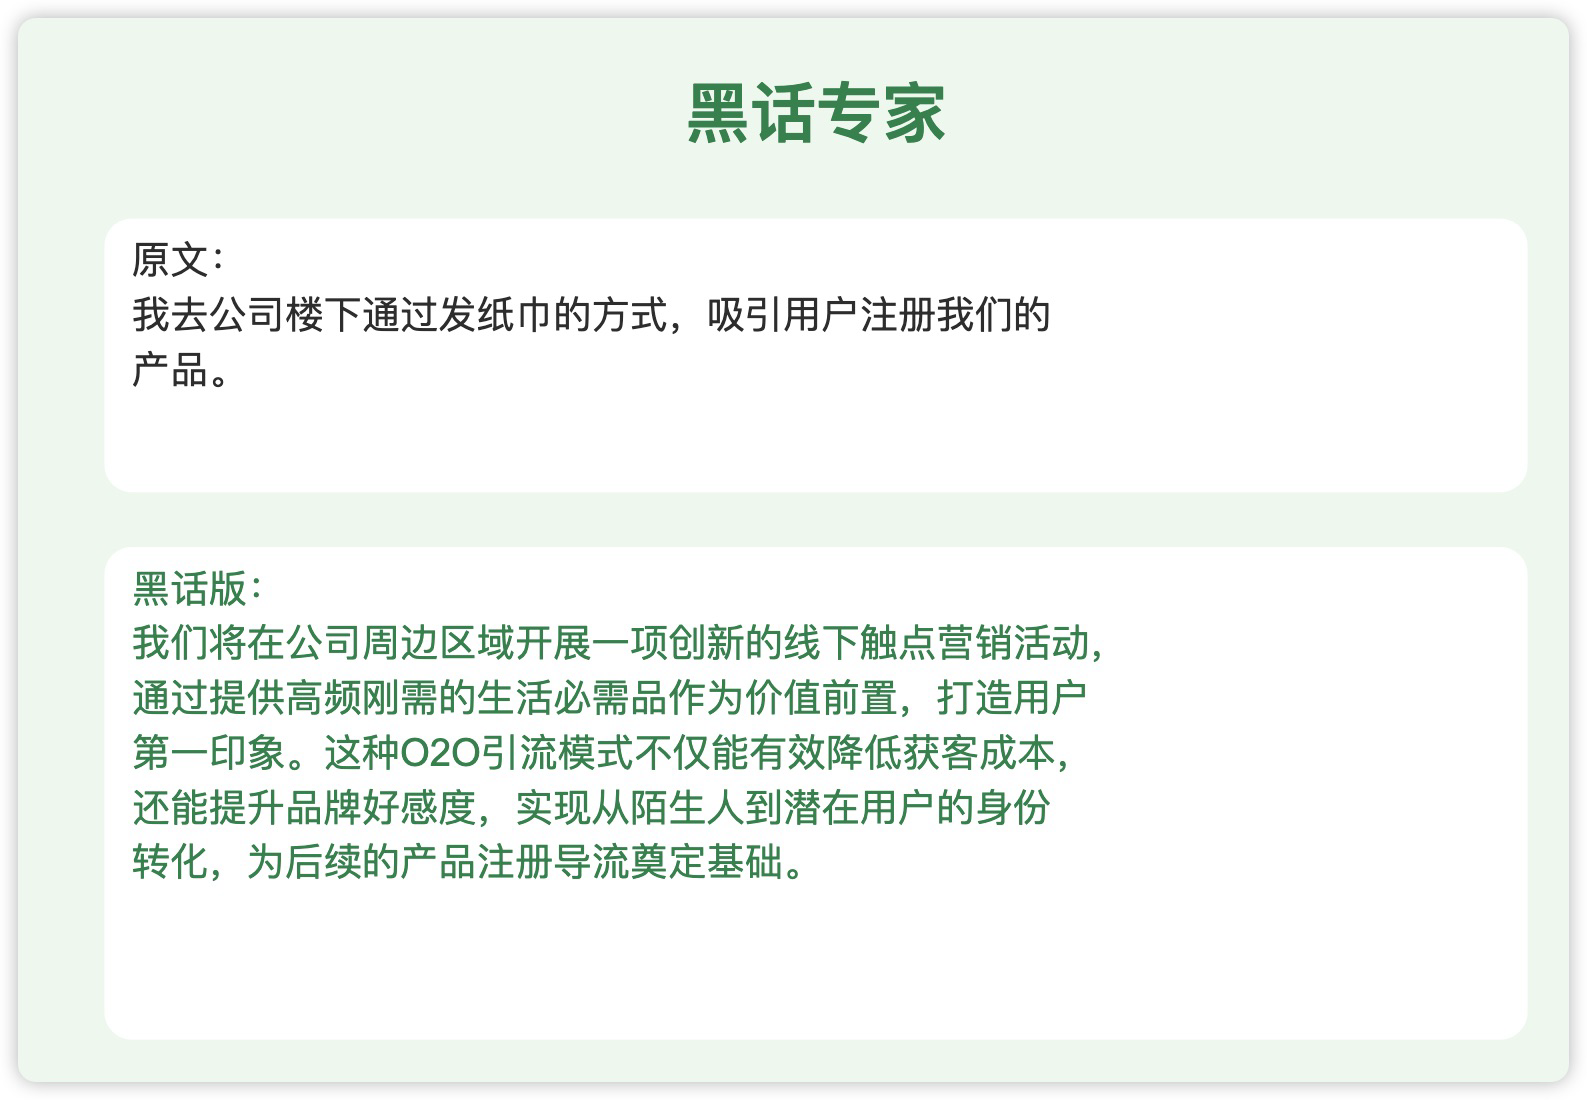 黑话专家
原文：
我去公司楼下通过发纸巾的方式，吸引用户注册我们的
产品。
黑话版：
我们将在公司周边区域开展一项创新的线下触点营销活动，
通过提供高频刚需的生活必需品作为价值前置，打造用户
第一印象。这种O2O引流模式不仅能有效降低获客成本，
还能提升品牌好感度，实现从陌生人到潜在用户的身份
转化，为后续的产品注册导流奠定基础。